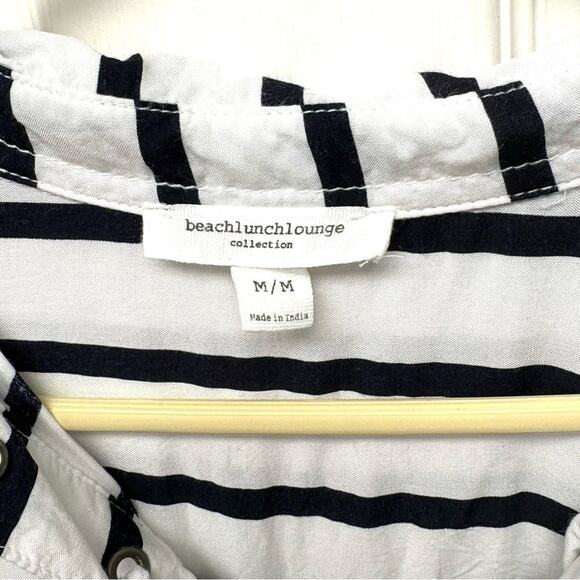 beachlunchlounge
collection
M/M
Made in India